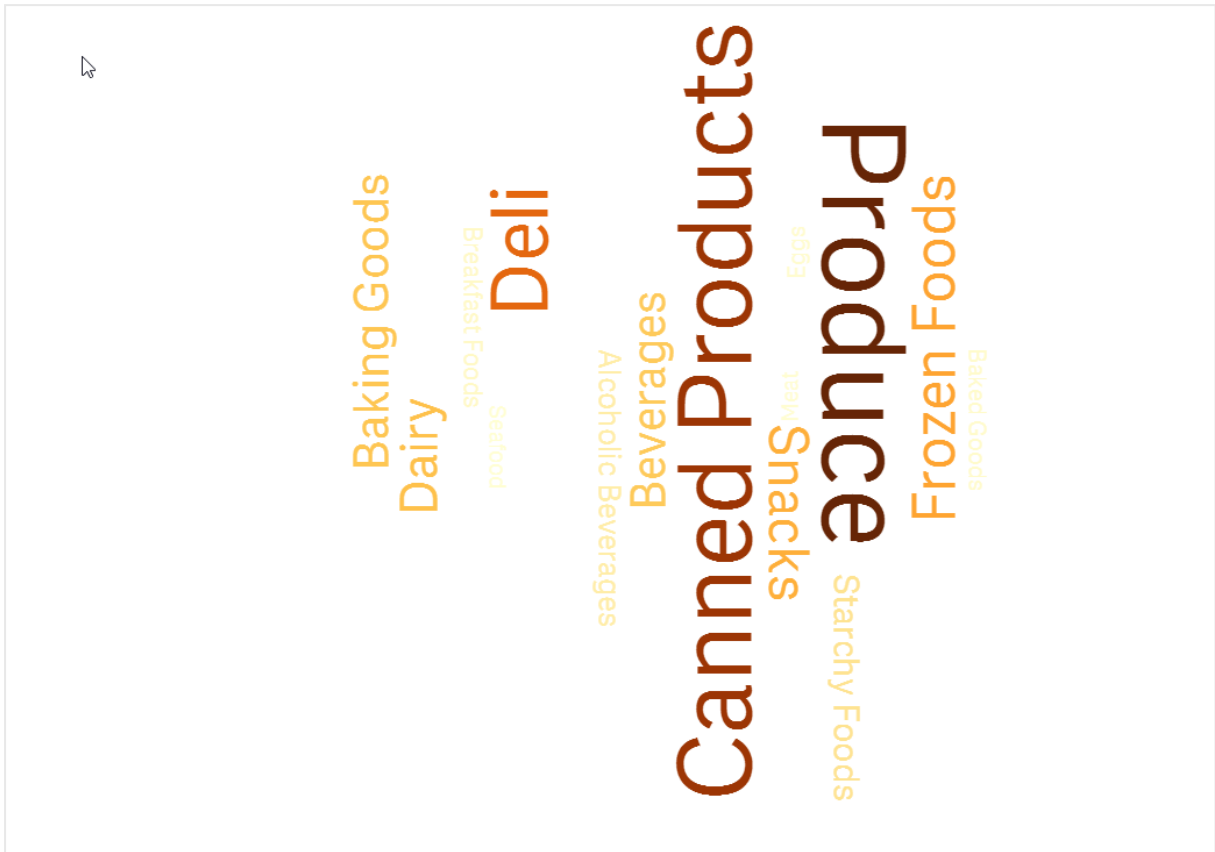 Baking Goods
Dairy
Breakfast Foods
Seafood
Deli
Alcoholic Beverages
Beverages
Canned Products
Eggs
Meat
Snacks
Produce
Starchy Foods
Frozen Foods
Baked Goods